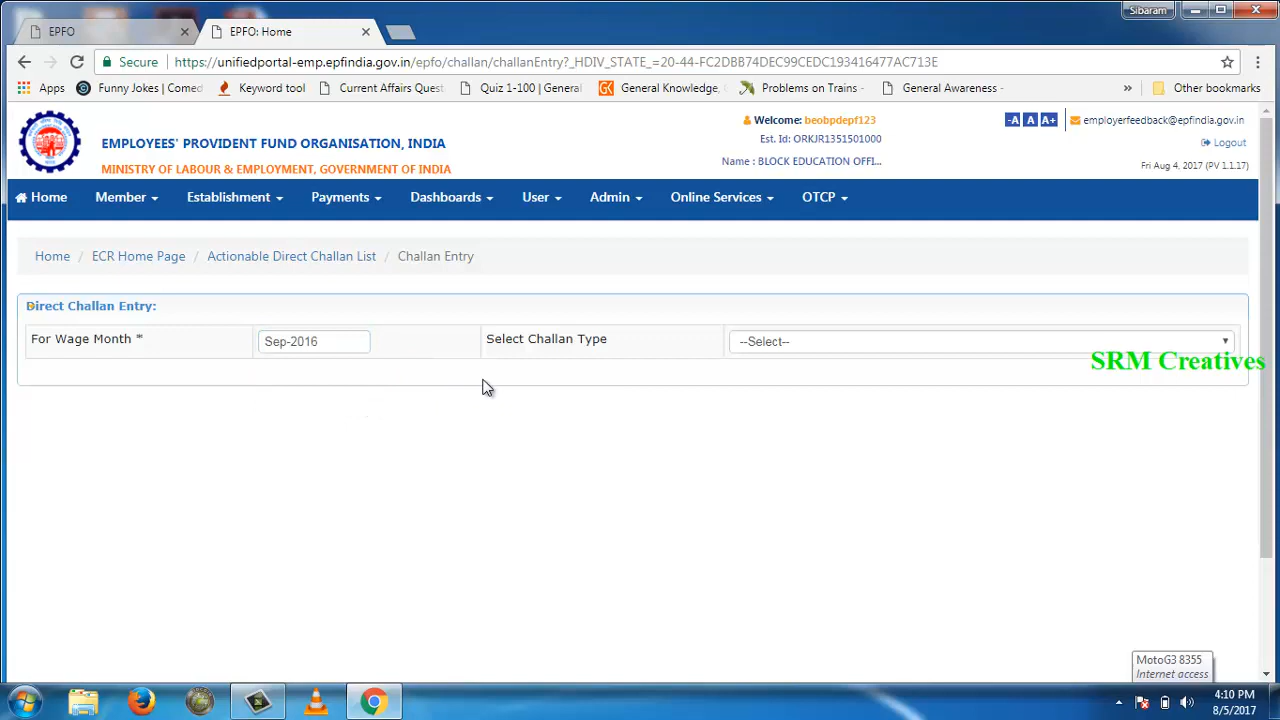 Sibaram
EPFO
EPFO: Home
Secure
https://unifiedportal-emp.epfindia.gov.in/epfo/challan/challanEntry?_HDIV_STATE_=20-44-FC2DBB74DEC99CEDC193416477AC713E
Apps
Funny Jokes | Comed
Keyword tool
Current Affairs Quest
Quiz 1-100 | General
General Knowledge,
Problems on Trains -
General Awareness -
»
Other bookmarks
EMPLOYEES' PROVIDENT FUND ORGANISATION, INDIA
MINISTRY OF LABOUR & EMPLOYMENT, GOVERNMENT OF INDIA
Welcome: beobpdepf123
Est. Id: ORKJR1351501000
Name : BLOCK EDUCATION OFFI...
-A A A+
employerfeedback@epfindia.gov.in
Logout
Fri Aug 4, 2017 (PV 1.1.17)
Home Member Establishment Payments Dashboards User Admin Online Services OTCP
Home / ECR Home Page / Actionable Direct Challan List / Challan Entry
Direct Challan Entry:
For Wage Month *
Sep-2016
Select Challan Type
--Select--
SRM Creatives
MotoG3 8355
Internet access
4:10 PM
8/5/2017